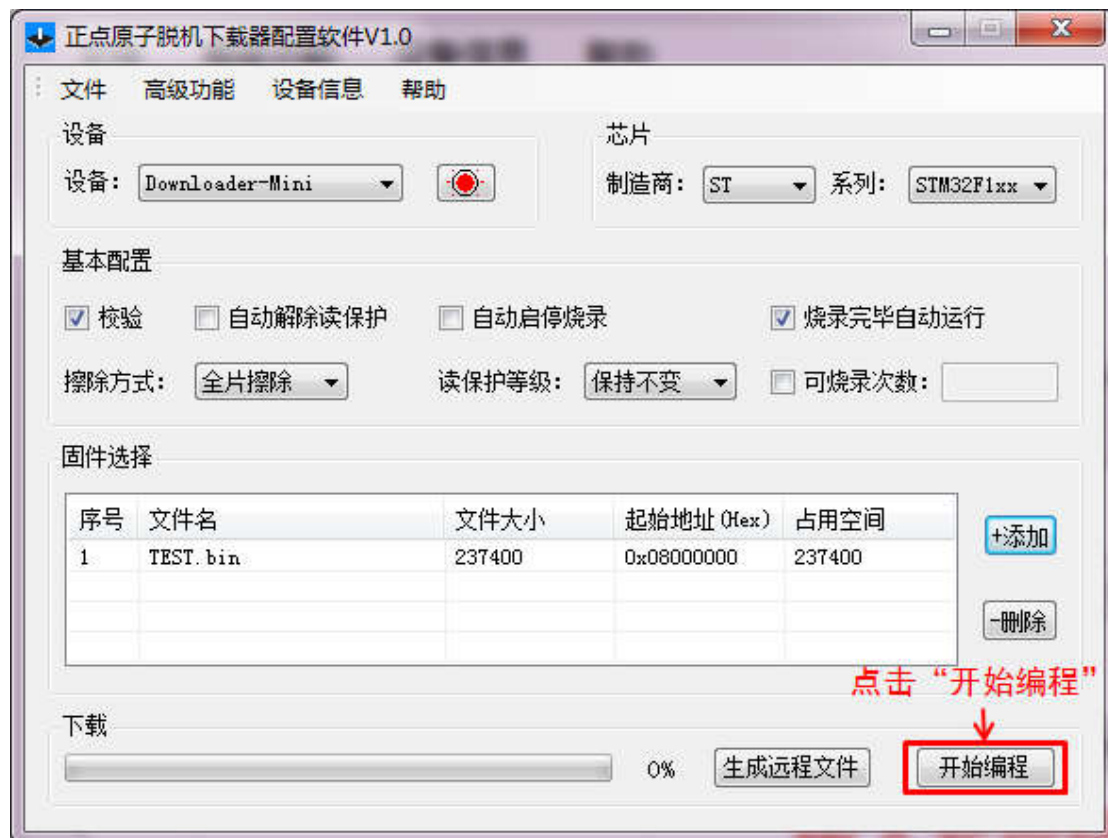 正点原子脱机下载器配置软件V1.0
文件 高级功能 设备信息 帮助
设备 芯片
设备: Downloader-Mini 制造商: ST 系列: STM32F1xx
基本配置
校验 自动解除读保护 自动启停烧录 烧录完毕自动运行
擦除方式: 全片擦除 读保护等级: 保持不变 可烧录次数:
固件选择
序号 文件名 文件大小 起始地址(Hex) 占用空间
1 TEST.bin 237400 0x08000000 237400
+添加
-删除
点击“开始编程”
下载
0% 生成远程文件 开始编程